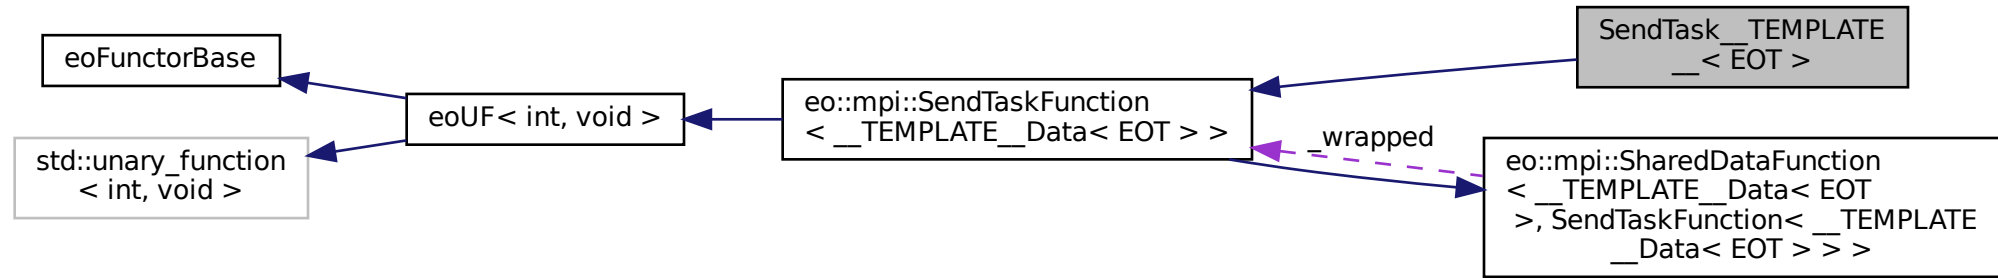 eoFunctorBase
std::unary_function
< int, void >
eoUF< int, void >
eo::mpi::SendTaskFunction
< __TEMPLATE__Data< EOT > >
_wrapped
SendTask__TEMPLATE
__< EOT >
eo::mpi::SharedDataFunction
< __TEMPLATE__Data< EOT
>, SendTaskFunction< __TEMPLATE
__Data< EOT > > >